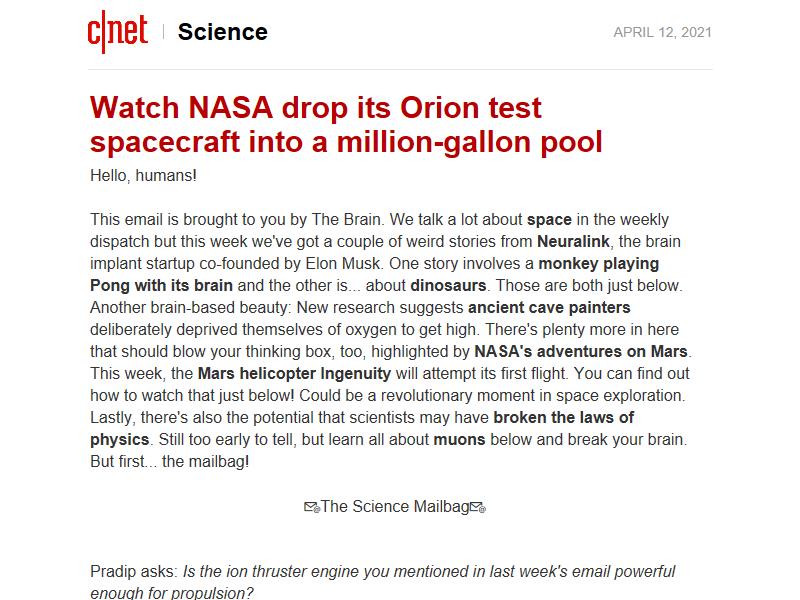 c|net Science APRIL 12, 2021
Watch NASA drop its Orion test
spacecraft into a million-gallon pool
Hello, humans!
This email is brought to you by The Brain. We talk a lot about space in the weekly
dispatch but this week we've got a couple of weird stories from Neuralink, the brain
implant startup co-founded by Elon Musk. One story involves a monkey playing
Pong with its brain and the other is... about dinosaurs. Those are both just below.
Another brain-based beauty: New research suggests ancient cave painters
deliberately deprived themselves of oxygen to get high. There's plenty more in here
that should blow your thinking box, too, highlighted by NASA's adventures on Mars.
This week, the Mars helicopter Ingenuity will attempt its first flight. You can find out
how to watch that just below! Could be a revolutionary moment in space exploration.
Lastly, there's also the potential that scientists may have broken the laws of
physics. Still too early to tell, but learn all about muons below and break your brain.
But first... the mailbag!
The Science Mailbag
Pradip asks: Is the ion thruster engine you mentioned in last week's email powerful
enough for propulsion?